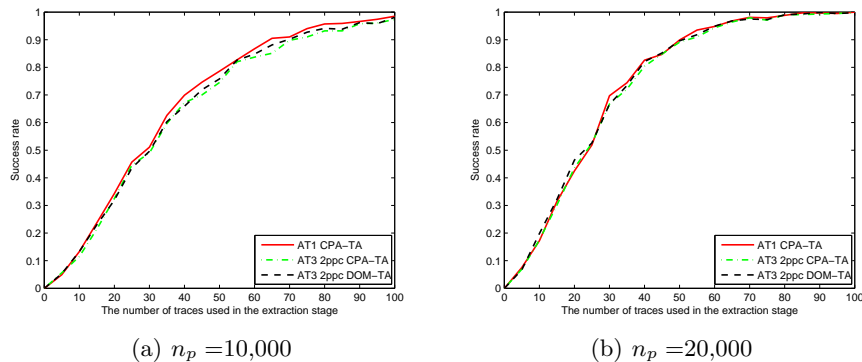 1
0.9
0.8
0.7
0.6
0.5
0.4
0.3
0.2
0.1
0
Success rate
AT1 CPA−TA
AT3 2ppc CPA−TA
AT3 2ppc DOM−TA
0 10 20 30 40 50 60 70 80 90 100
The number of traces used in the extraction stage
(a) n_p =10,000
1
0.9
0.8
0.7
0.6
0.5
0.4
0.3
0.2
0.1
0
Success rate
AT1 CPA−TA
AT3 2ppc CPA−TA
AT3 2ppc DOM−TA
0 10 20 30 40 50 60 70 80 90 100
The number of traces used in the extraction stage
(b) n_p =20,000